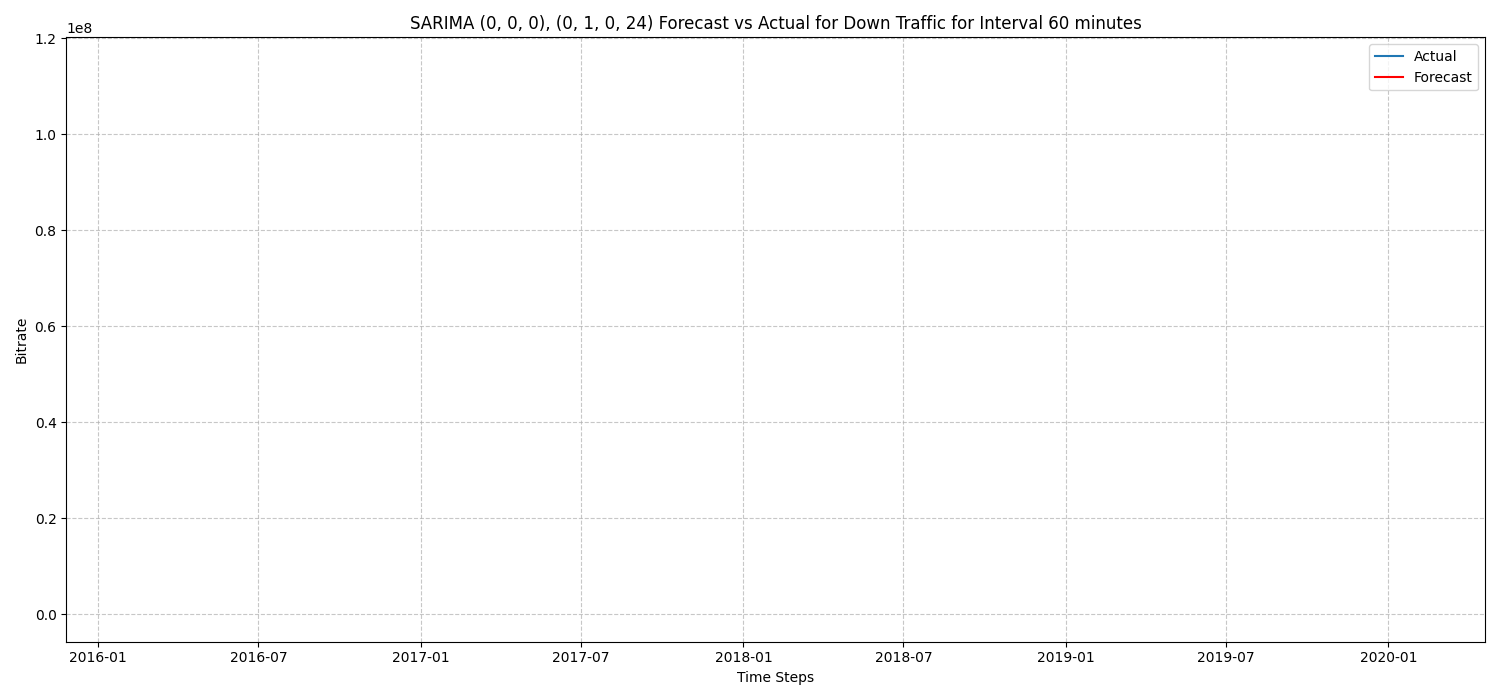 SARIMA (0, 0, 0), (0, 1, 0, 24) Forecast vs Actual for Down Traffic for Interval 60 minutes
1e8
Actual
Forecast
1.2
1.0
0.8
0.6
0.4
0.2
0.0
Bitrate
2016-01 2016-07 2017-01 2017-07 2018-01 2018-07 2019-01 2019-07 2020-01
Time Steps